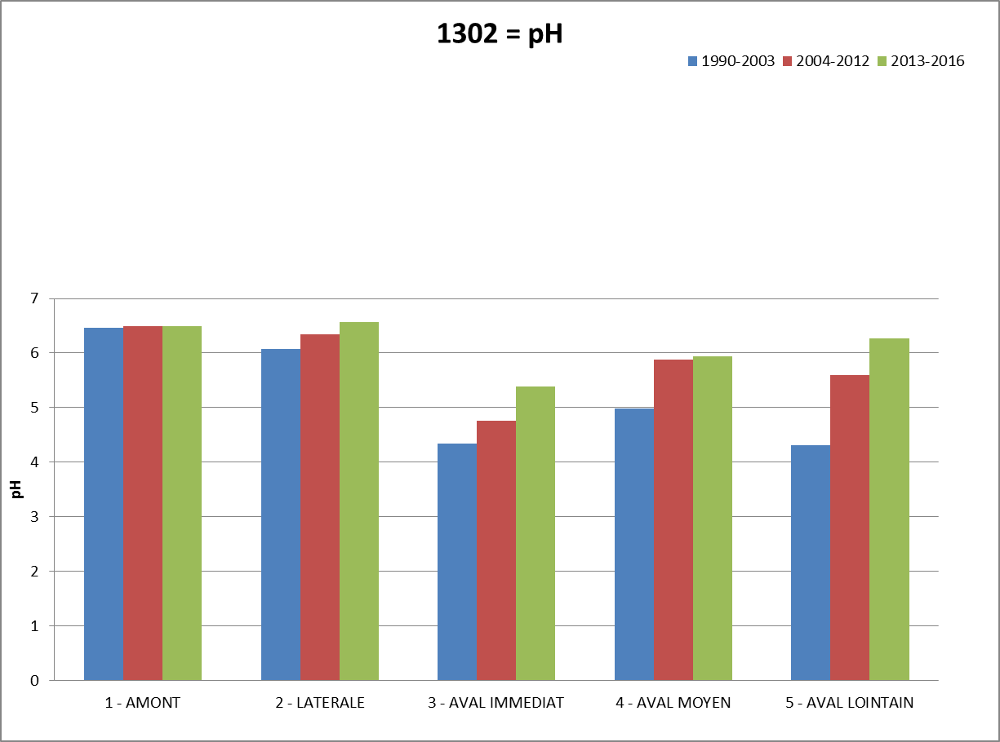 1302 = pH
1990-2003 2004-2012 2013-2016
7
6
5
4
3
2
1
0
pH
1 - AMONT 2 - LATERALE 3 - AVAL IMMEDIAT 4 - AVAL MOYEN 5 - AVAL LOINTAIN